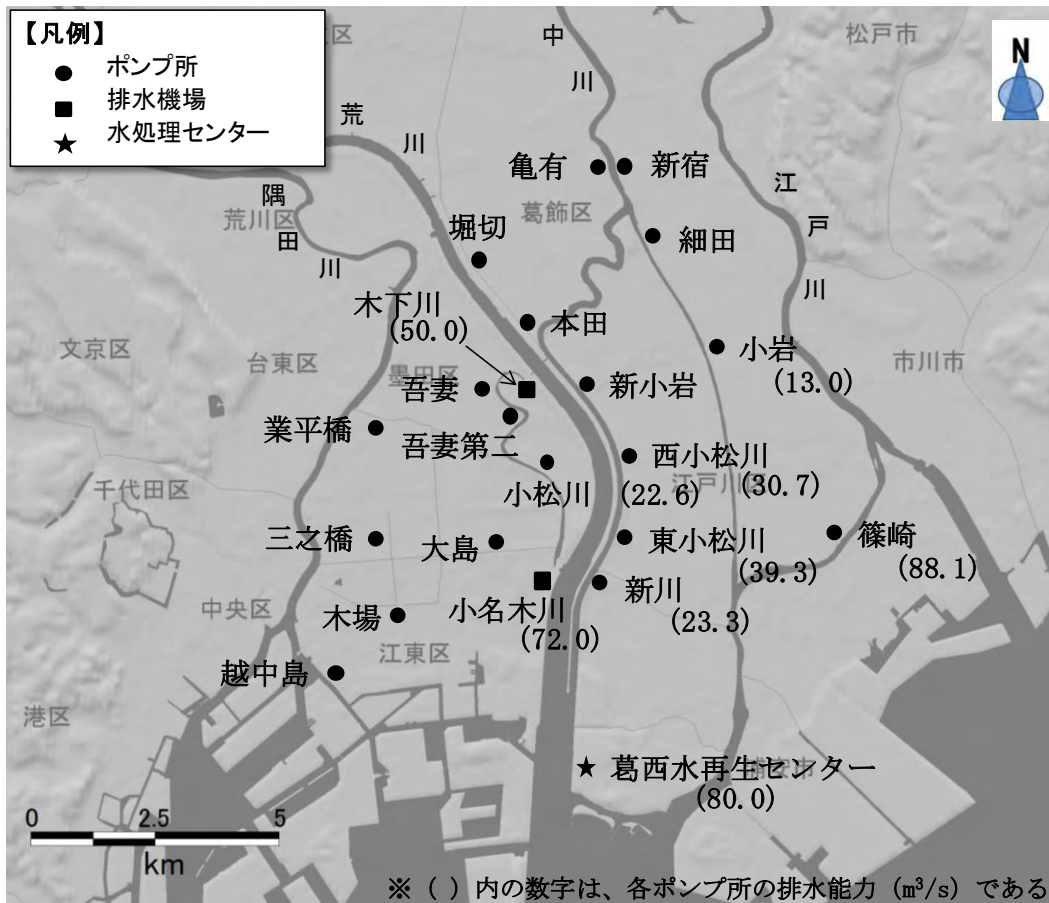 【凡例】
ポンプ所
排水機場
水処理センター
区
松戸市
N
中
川
荒
川
亀有
新宿
江
戸
川
隅
田
川
荒川区
葛飾区
堀切
細田
木下川
(50.0)
本田
小岩
(13.0)
文京区
台東区
墨田区
市川市
吾妻
新小岩
業平橋
吾妻第二
西小松川
(30.7)
江戸川区
千代田区
小松川
(22.6)
三之橋
大島
東小松川
(39.3)
篠崎
(88.1)
中央区
木場
小名木川
(72.0)
新川
(23.3)
江東区
越中島
港区
葛西水再生センター
(80.0)
浦安市
0 2.5 5
km
※（ ）内の数字は、各ポンプ所の排水能力（m³/s）である